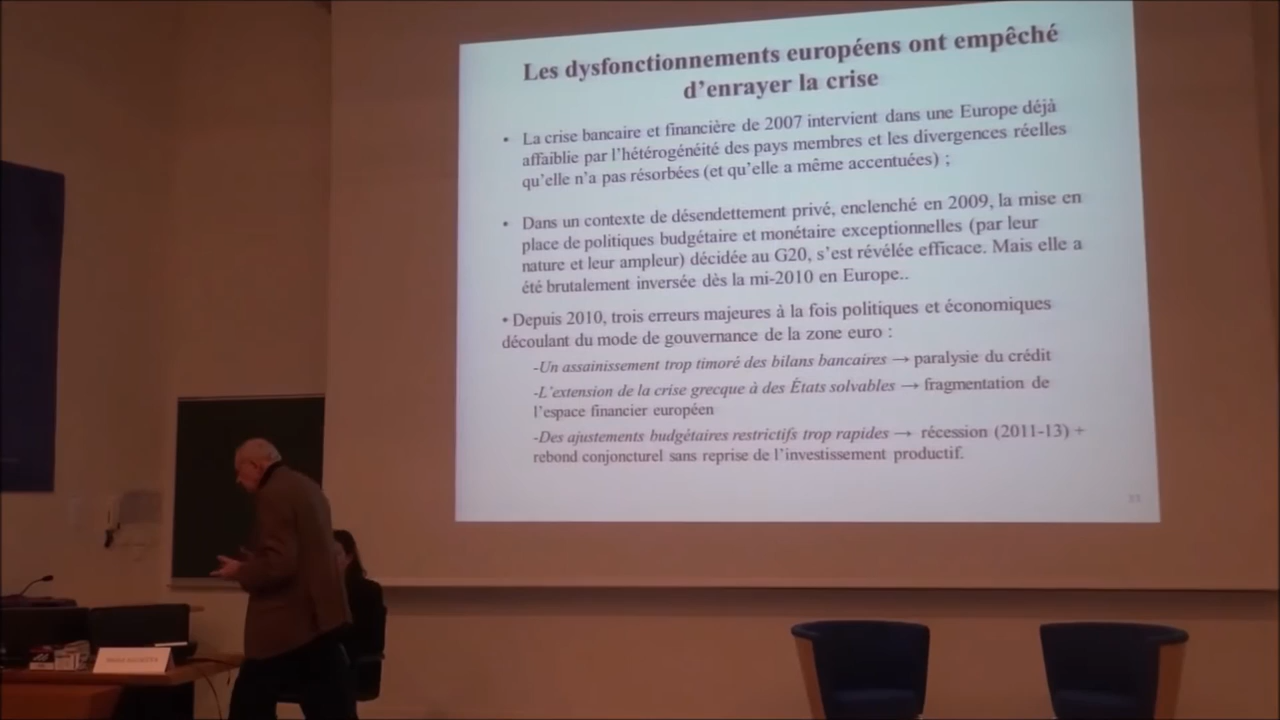 Les dysfonctionnements européens ont empêché
d'enrayer la crise
• La crise bancaire et financière de 2007 intervient dans une Europe déjà
affaiblie par l'hétérogénéité des pays membres et les divergences réelles
qu'elle n'a pas résorbées (et qu'elle a même accentuées) ;
• Dans un contexte de désendettement privé, enclenché en 2009, la mise en
place de politiques budgétaire et monétaire exceptionnelles (par leur
nature et leur ampleur) décidée au G20, s'est révélée efficace. Mais elle a
été brutalement inversée dès la mi-2010 en Europe..
• Depuis 2010, trois erreurs majeures à la fois politiques et économiques
découlant du mode de gouvernance de la zone euro :
-Un assainissement trop timoré des bilans bancaires → paralysie du crédit
-L'extension de la crise grecque à des États solvables → fragmentation de
l'espace financier européen
-Des ajustements budgétaires restrictifs trop rapides → récession (2011-13) +
rebond conjoncturel sans reprise de l'investissement productif.